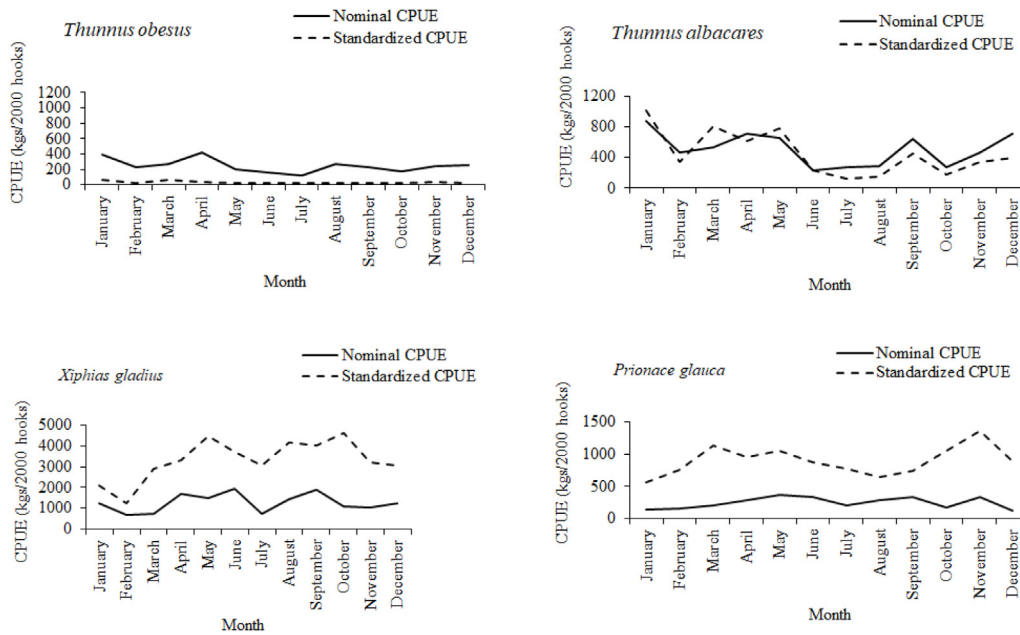 Thunnus obesus
Nominal CPUE
Standardized CPUE
CPUE (kgs/2000 hooks)
1200
1000
800
600
400
200
0
January
February
March
April
May
June
July
August
September
October
November
December
Month
Thunnus albacares
Nominal CPUE
Standardized CPUE
CPUE (kgs/2000 hooks)
1200
800
400
0
January
February
March
April
May
June
July
August
September
October
November
December
Month
Xiphias gladius
Nominal CPUE
Standardized CPUE
CPUE (kgs/2000 hooks)
5000
4000
3000
2000
1000
0
January
February
March
April
May
June
July
August
September
October
November
December
Month
Prionace glauca
Nominal CPUE
Standardized CPUE
CPUE (kgs/2000 hooks)
1500
1000
500
0
January
February
March
April
May
June
July
August
September
October
November
December
Month